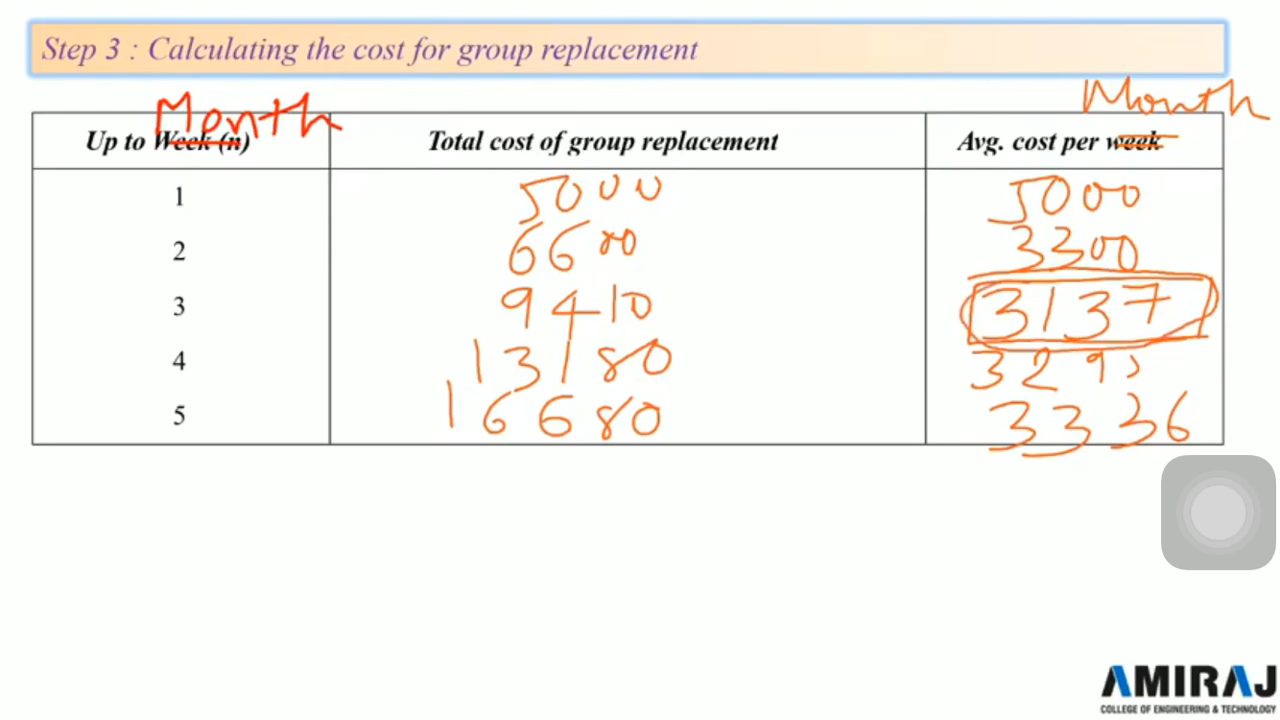 Step 3 : Calculating the cost for group replacement
Month
Month
Up to Week (n)
Total cost of group replacement
Avg. cost per week
1 5000 5000
2 6600 3300
3 9410 3137
4 13180 3295
5 16680 3336
AMIRAJ
COLLEGE OF ENGINEERING & TECHNOLOGY